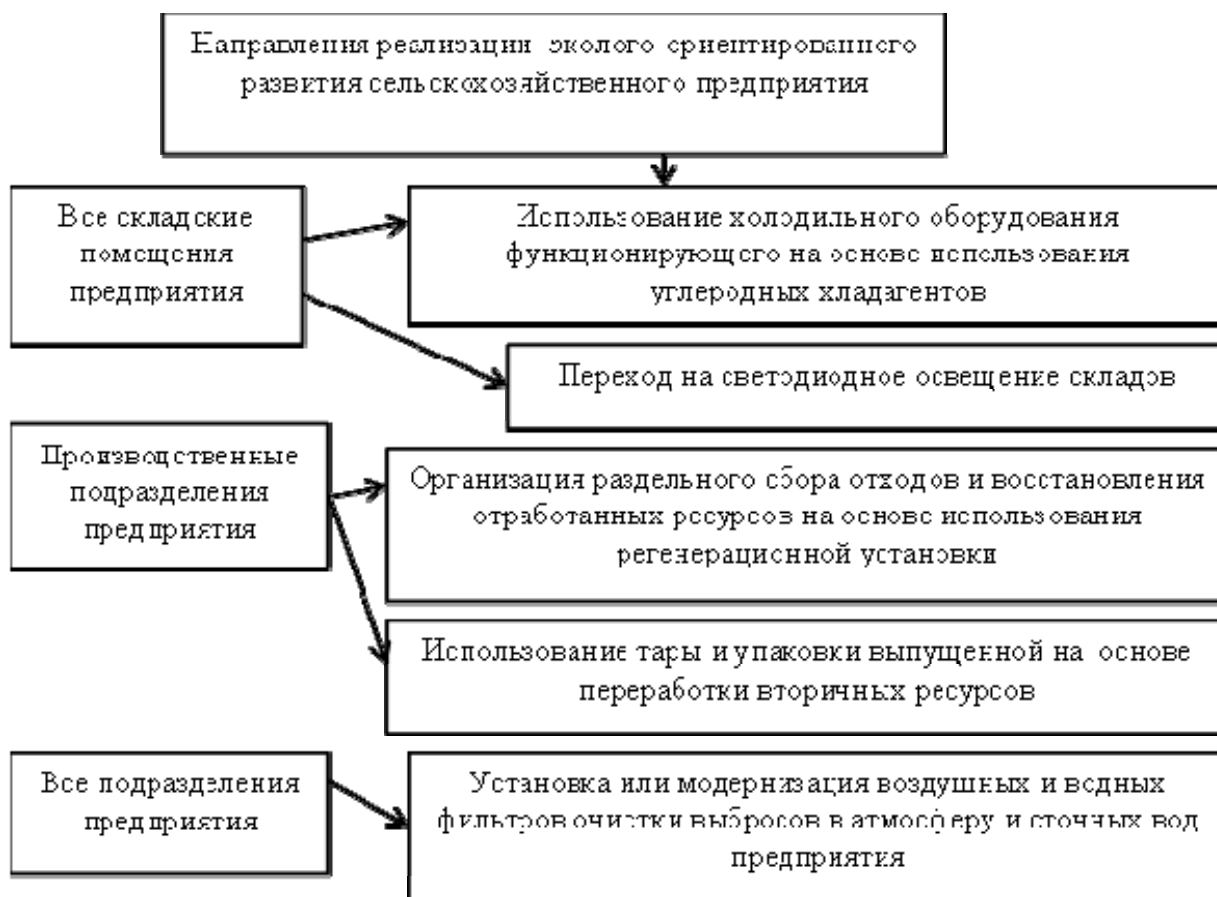 Направления реализации эколого ориентированного
развития сельскохозяйственного предприятия
Все складские
помещения
предприятия
Использование холодильного оборудования
функционирующего на основе использования
углеродных хладагентов
Переход на светодиодное освещение складов
Производственные
подразделения
предприятия
Организация раздельного сбора отходов и восстановления
отработанных ресурсов на основе использования
регенерационной установки
Использование тары и упаковки выпущенной на основе
переработки вторичных ресурсов
Все подразделения
предприятия
Установка или модернизация воздушных и водных
фильтров очистки выбросов в атмосферу и сточных вод
предприятия